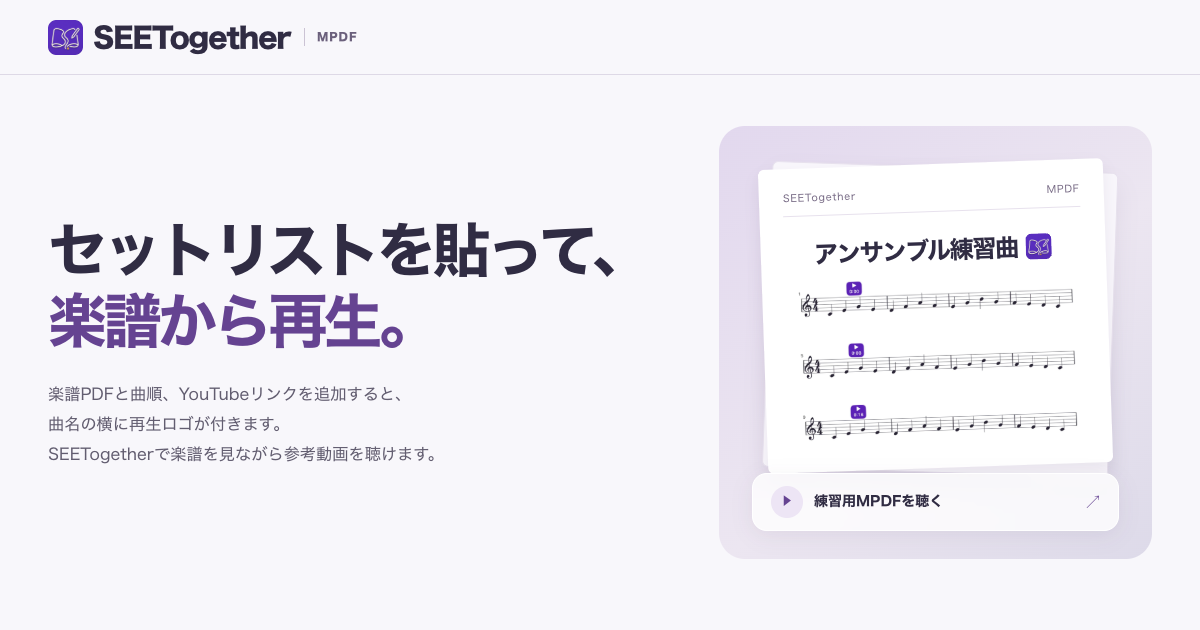 SEETogether
MPDF
セットリストを貼って、
楽譜から再生。
楽譜PDFと曲順、YouTubeリンクを追加すると、
曲名の横に再生ロゴが付きます。
SEETogetherで楽譜を見ながら参考動画を聴けます。
SEETogether
MPDF
アンサンブル練習曲
練習用MPDFを聴く